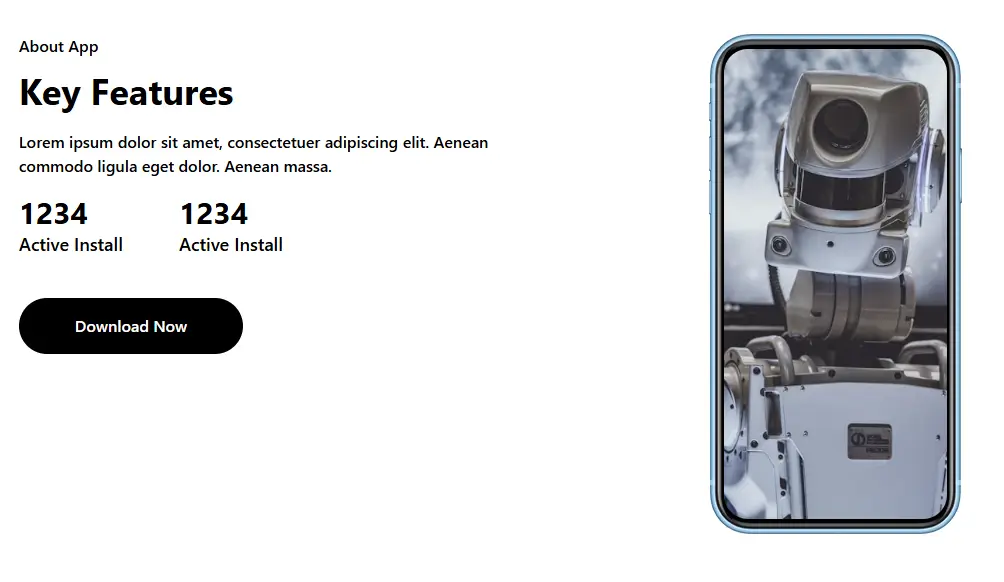 About App
Key Features
Lorem ipsum dolor sit amet, consectetuer adipiscing elit. Aenean
commodo ligula eget dolor. Aenean massa.
1234 1234
Active Install Active Install
Download Now